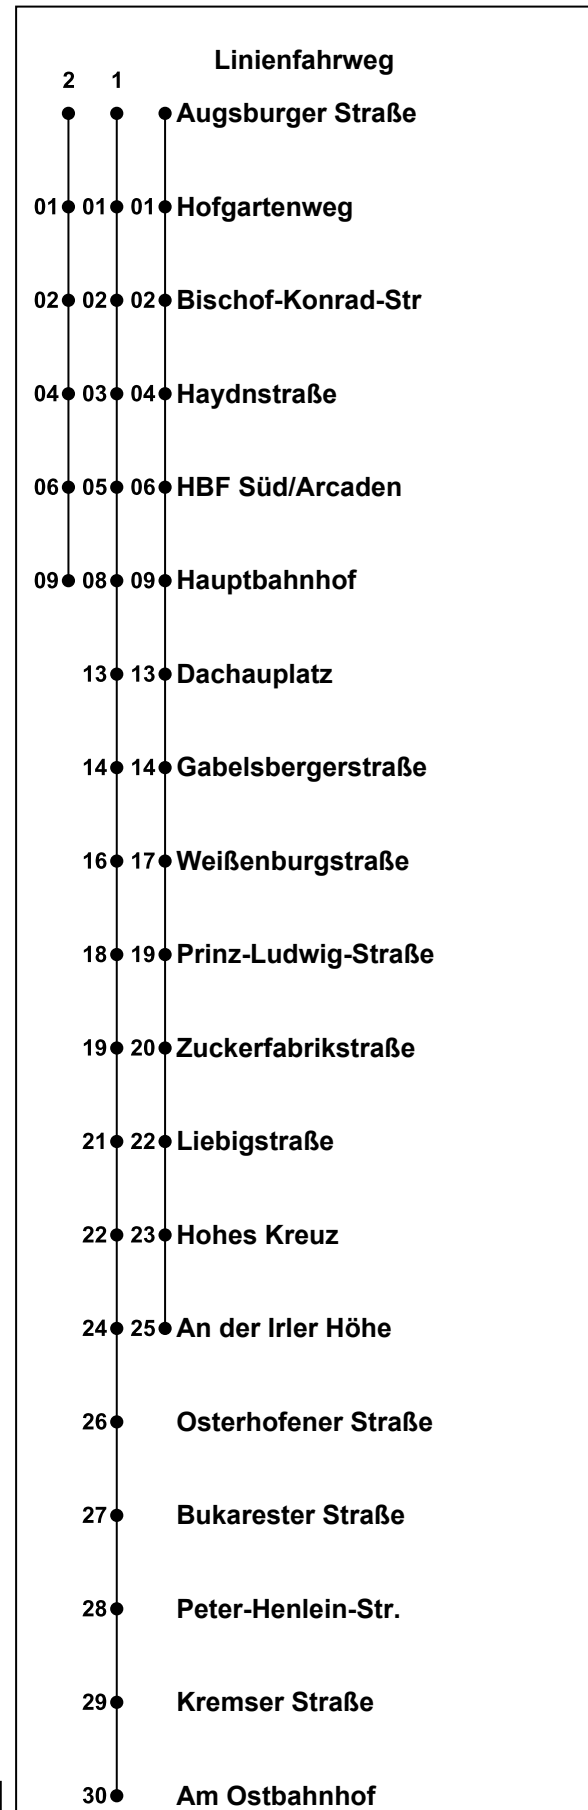 Linienfahrweg
2 1
Augsburger Straße
01 01 01 Hofgartenweg
02 02 02 Bischof-Konrad-Str
04 03 04 Haydnstraße
06 05 06 HBF Süd/Arcaden
09 08 09 Hauptbahnhof
13 13 Dachauplatz
14 14 Gabelsbergerstraße
16 17 Weißenburgstraße
18 19 Prinz-Ludwig-Straße
19 20 Zuckerfabrikstraße
21 22 Liebigstraße
22 23 Hohes Kreuz
24 25 An der Irler Höhe
26 Osterhofener Straße
27 Bukarester Straße
28 Peter-Henlein-Str.
29 Kremser Straße
30 Am Ostbahnhof